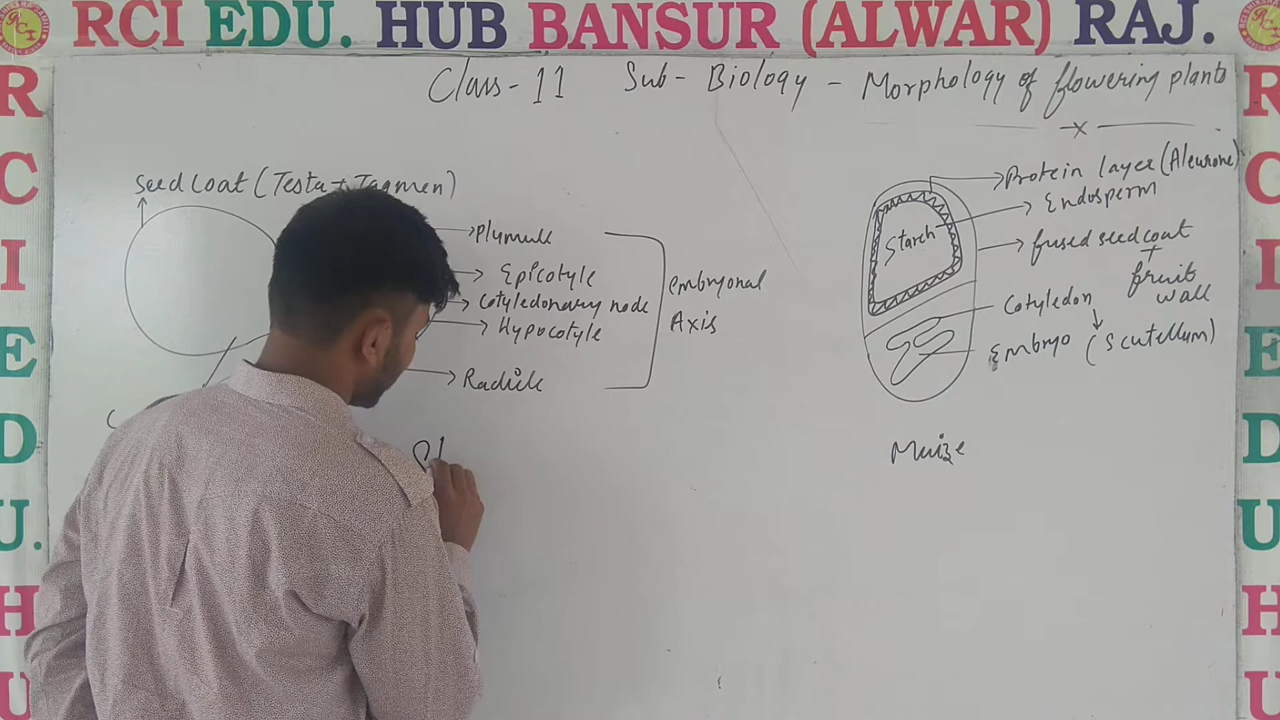 RCI EDU. HUB BANSUR (ALWAR) RAJ.
R
C
I
E
D
U.
H
U
Class-11 Sub- Biology - Morphology of flowering plants
x
Seed Coat (Testa + Tagmen)
Plumule
Epicotyle
Cotyledonary node
Hypocotyle
Radicle
Embryonal
Axis
Protein layer (Aleurone)
Endosperm
Starch
fused seed coat
+
fruit
wall
Cotyledon
Embryo (Scutellum)
Maize
R
C
I
E
D
U
H
U